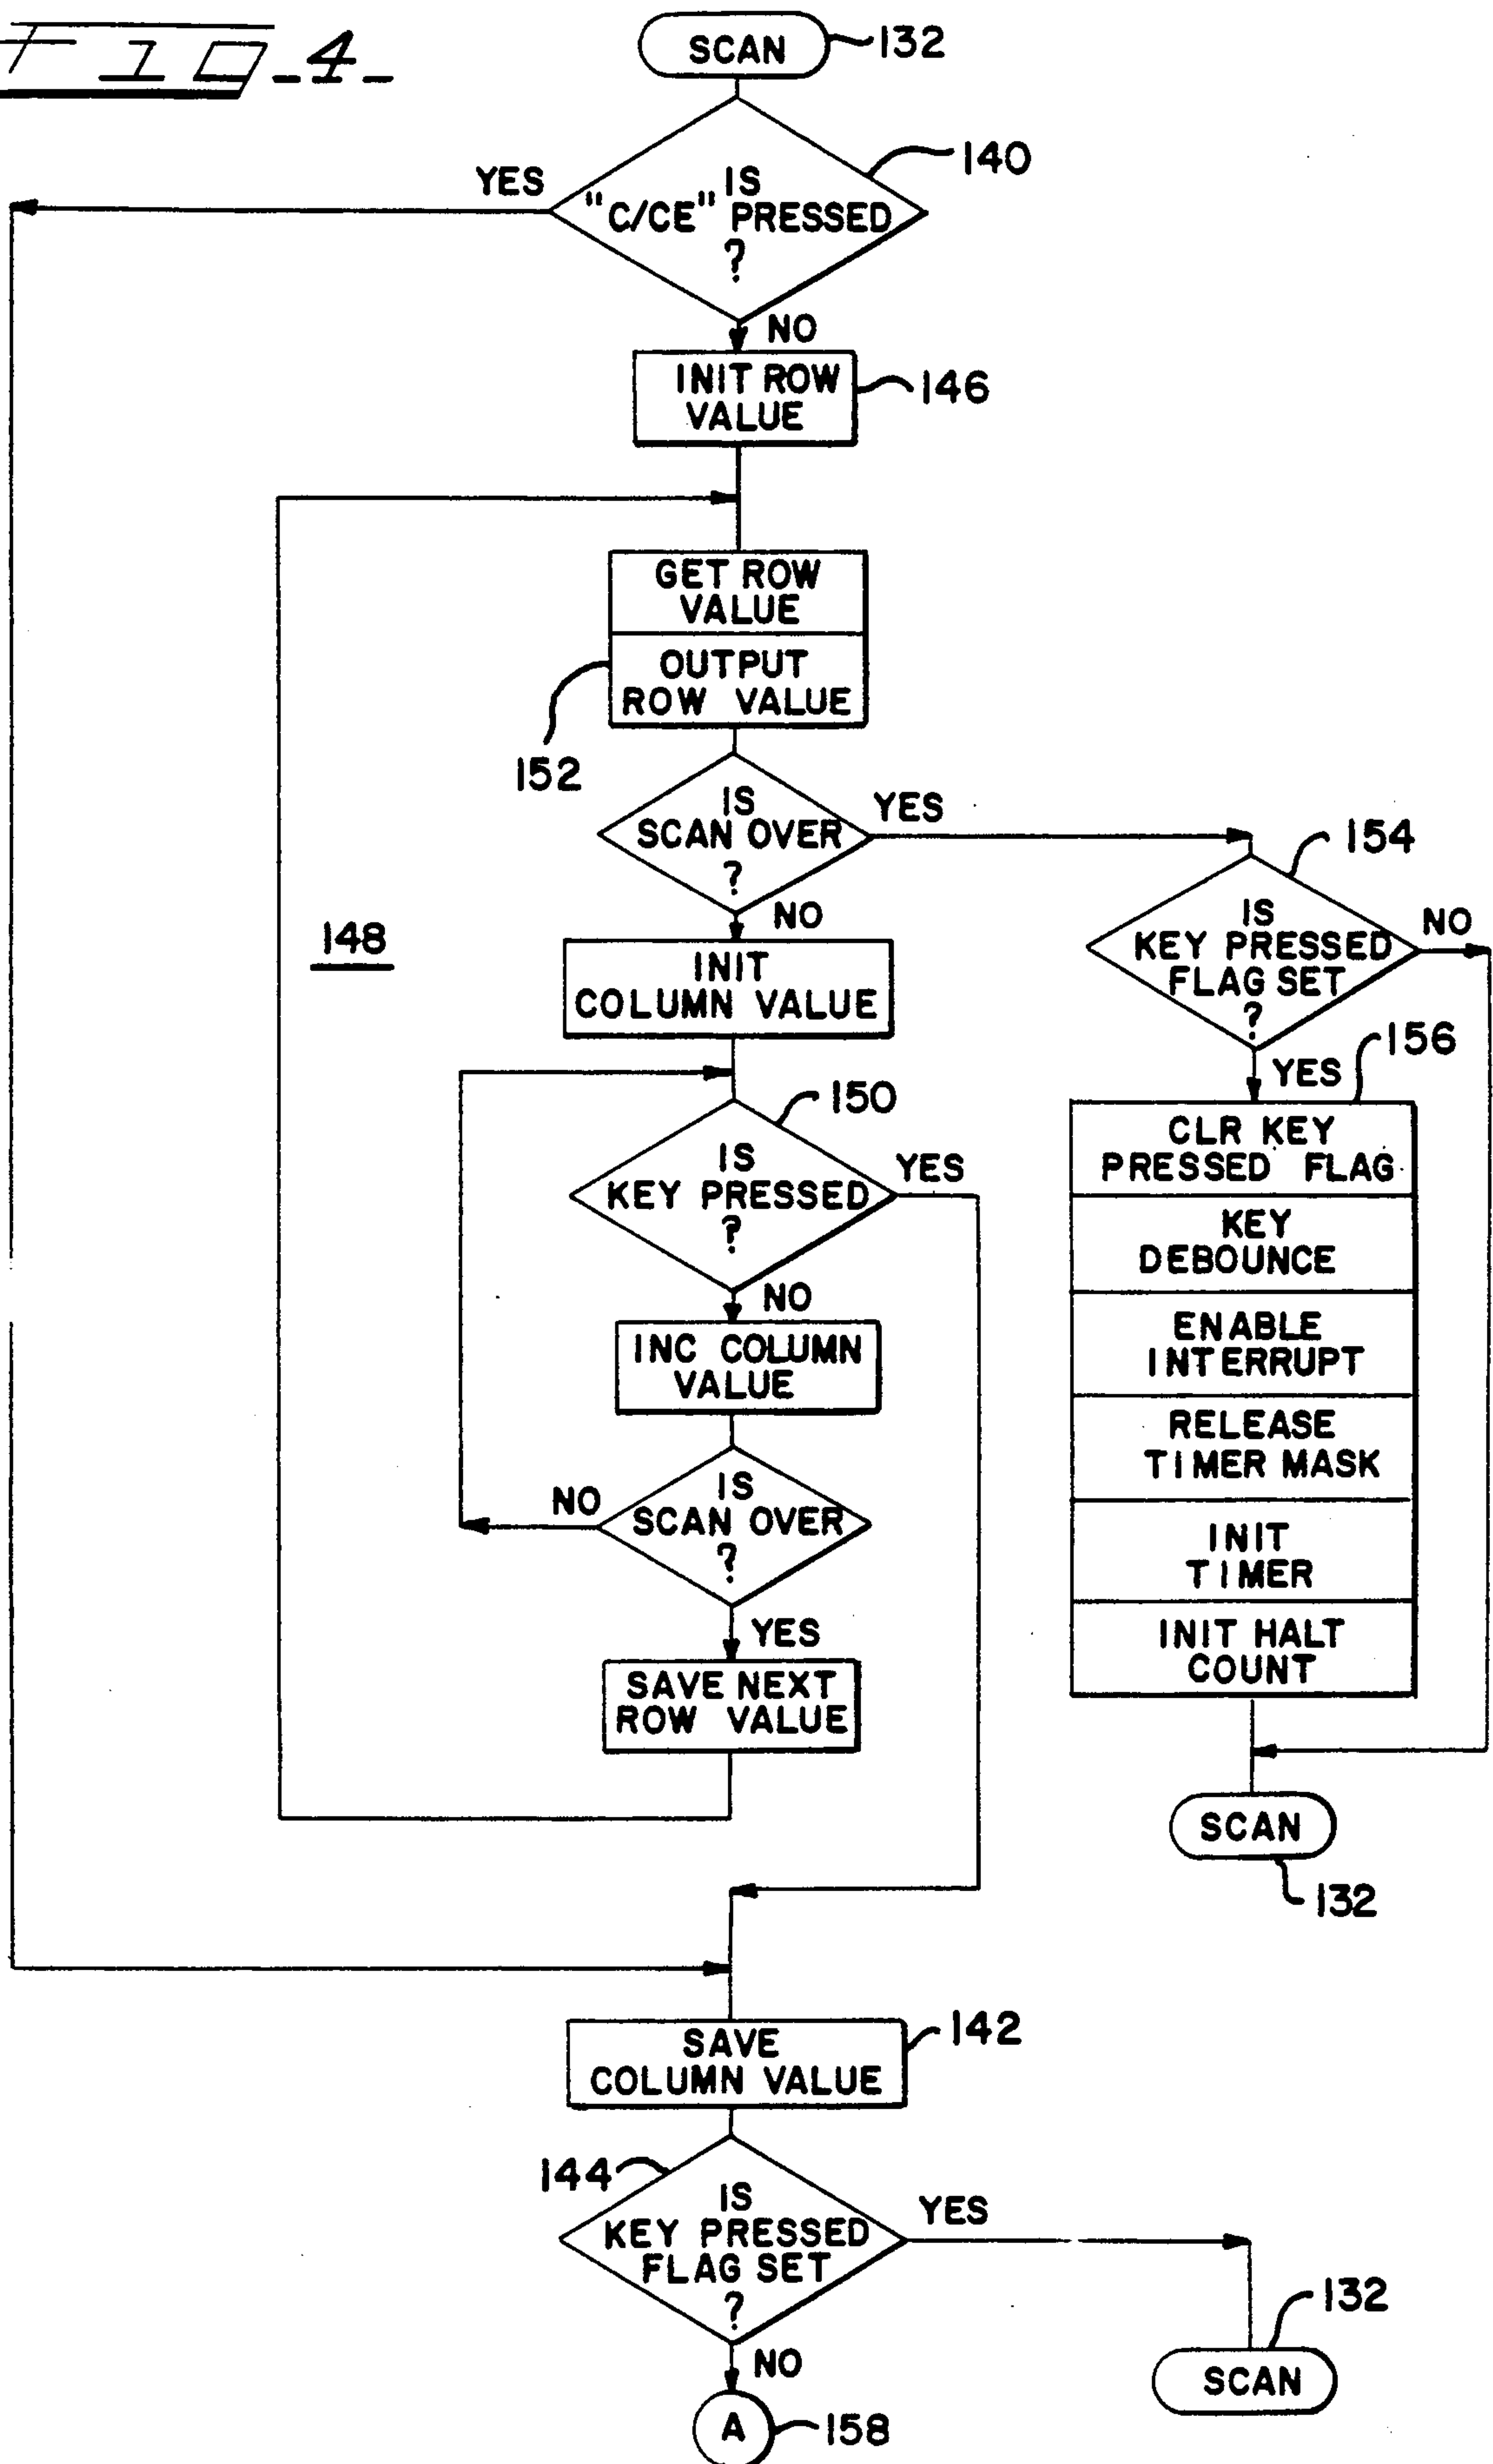 Fig-4-
SCAN
132
IS
"C/CE" PRESSED
?
140
YES
NO
INIT ROW
VALUE
146
GET ROW
VALUE
OUTPUT
ROW VALUE
152
IS
SCAN OVER
?
YES
NO
154
IS
KEY PRESSED
FLAG SET
?
NO
YES
148
INIT
COLUMN VALUE
150
IS
KEY PRESSED
?
YES
NO
156
CLR KEY
PRESSED FLAG
KEY
DEBOUNCE
ENABLE
INTERRUPT
RELEASE
TIMER MASK
INIT
TIMER
INIT HALT
COUNT
INC COLUMN
VALUE
IS
SCAN OVER
?
NO
YES
SAVE NEXT
ROW VALUE
SCAN
132
SAVE
COLUMN VALUE
142
144
IS
KEY PRESSED
FLAG SET
?
YES
NO
132
SCAN
A
158